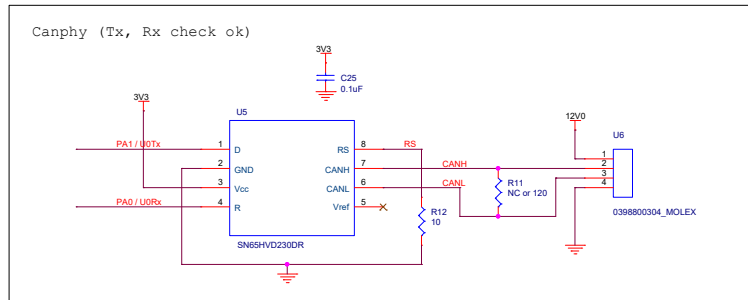 Canphy (Tx, Rx check ok)
3V3
C25
0.1uF
3V3
12V0
U5
U6
PA1 / U0Tx
1
D
RS
8
RS
1
2
GND
CANH
7
CANH
2
3
Vcc
CANL
6
CANL
3
PA0 / U0Rx
4
R
Vref
5
4
R11
NC or 120
R12
10
0398800304_MOLEX
SN65HVD230DR